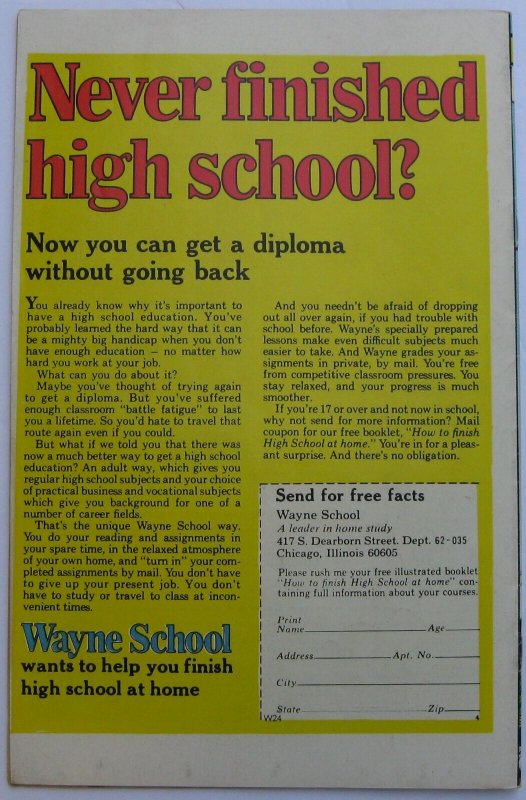 Never finished
high school?
Now you can get a diploma
without going back
You already know why it's important to
have a high school education. You've
probably learned the hard way that it can
be a mighty big handicap when you don't
have enough education — no matter how
hard you work at your job.
What can you do about it?
Maybe you've thought of trying again
to get a diploma. But you've suffered
enough classroom "battle fatigue" to last
you a lifetime. So you'd hate to travel that
route again even if you could.
But what if we told you that there was
now a much better way to get a high school
education? An adult way, which gives you
regular high school subjects and your choice
of practical business and vocational subjects
which give you background for one of a
number of career fields.
That's the unique Wayne School way.
You do your reading and assignments in
your spare time, in the relaxed atmosphere
of your own home, and "turn in" your com-
pleted assignments by mail. You don't have
to give up your present job. You don't
have to study or travel to class at incon-
venient times.
Wayne School
wants to help you finish
high school at home
And you needn't be afraid of dropping
out all over again, if you had trouble with
school before. Wayne's specially prepared
lessons make even difficult subjects much
easier to take. And Wayne grades your as-
signments in private, by mail. You're free
from competitive classroom pressures. You
stay relaxed, and your progress is much
smoother.
If you're 17 or over and not now in school,
why not send for more information? Mail
coupon for our free booklet, "How to finish
High School at home." You're in for a pleas-
ant surprise. And there's no obligation.
Send for free facts
Wayne School
A leader in home study
417 S. Dearborn Street, Dept. 62-035
Chicago, Illinois 60605
Please rush me your free illustrated booklet
"How to finish High School at home" con-
taining full information about your courses.
Print
Name Age
Address Apt. No.
City
State Zip
W24 4